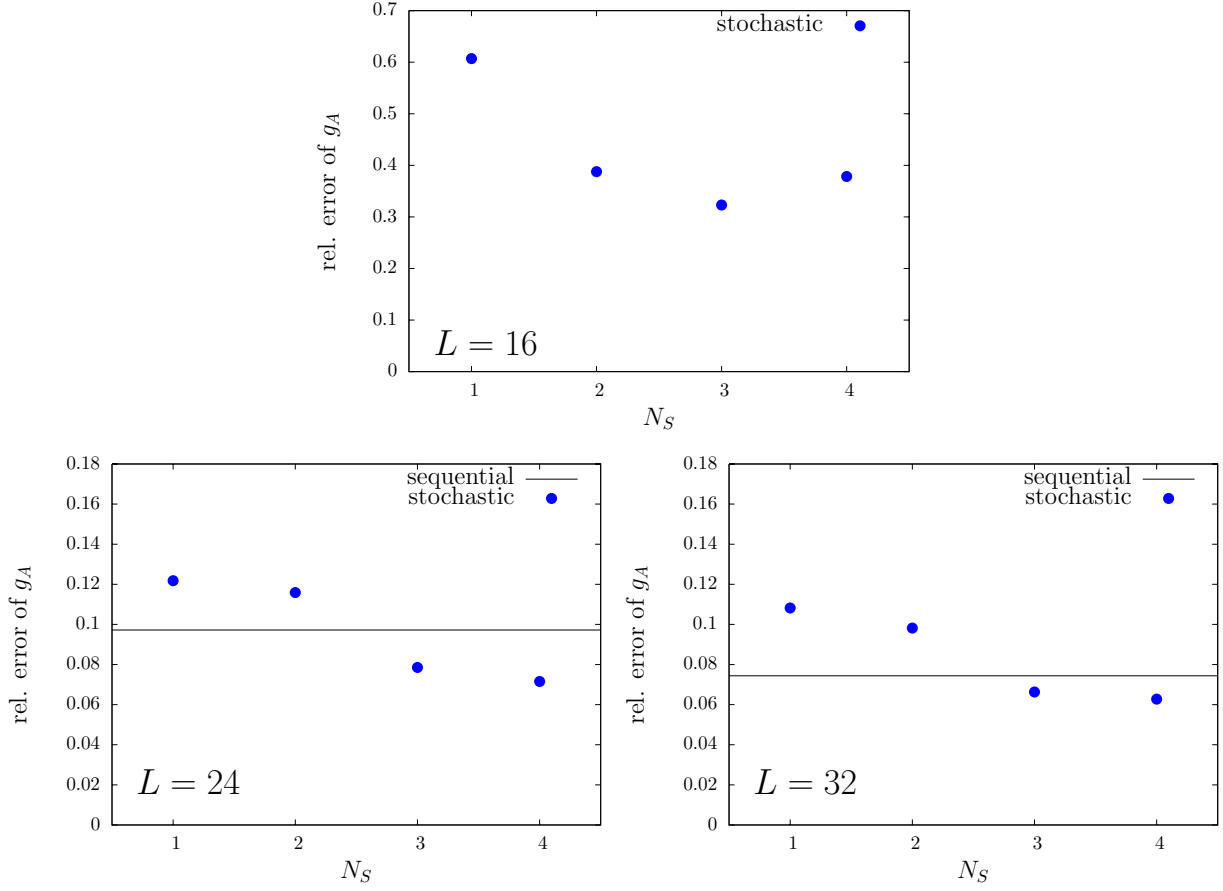 0.7
0.6
0.5
0.4
0.3
0.2
0.1
0
rel. error of g_A
stochastic
L = 16
1 2 3 4
N_S
0.18
0.16
0.14
0.12
0.1
0.08
0.06
0.04
0.02
0
rel. error of g_A
sequential
stochastic
L = 24
1 2 3 4
N_S
0.18
0.16
0.14
0.12
0.1
0.08
0.06
0.04
0.02
0
rel. error of g_A
sequential
stochastic
L = 32
1 2 3 4
N_S